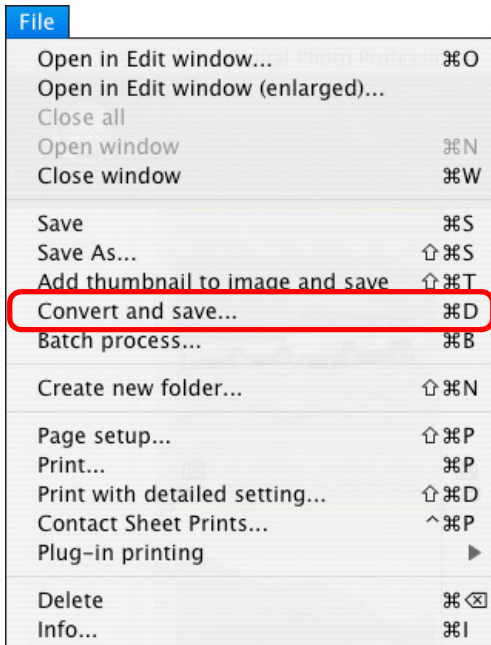 File
Open in Edit window... ⌘O
Open in Edit window (enlarged)...
Close all
Open window ⌘N
Close window ⌘W
Save ⌘S
Save As... ⇧⌘S
Add thumbnail to image and save ⇧⌘T
Convert and save... ⌘D
Batch process... ⌘B
Create new folder... ⇧⌘N
Page setup... ⇧⌘P
Print... ⌘P
Print with detailed setting... ⇧⌘D
Contact Sheet Prints... ^⌘P
Plug-in printing ▶
Delete ⌘⌫
Info... ⌘I